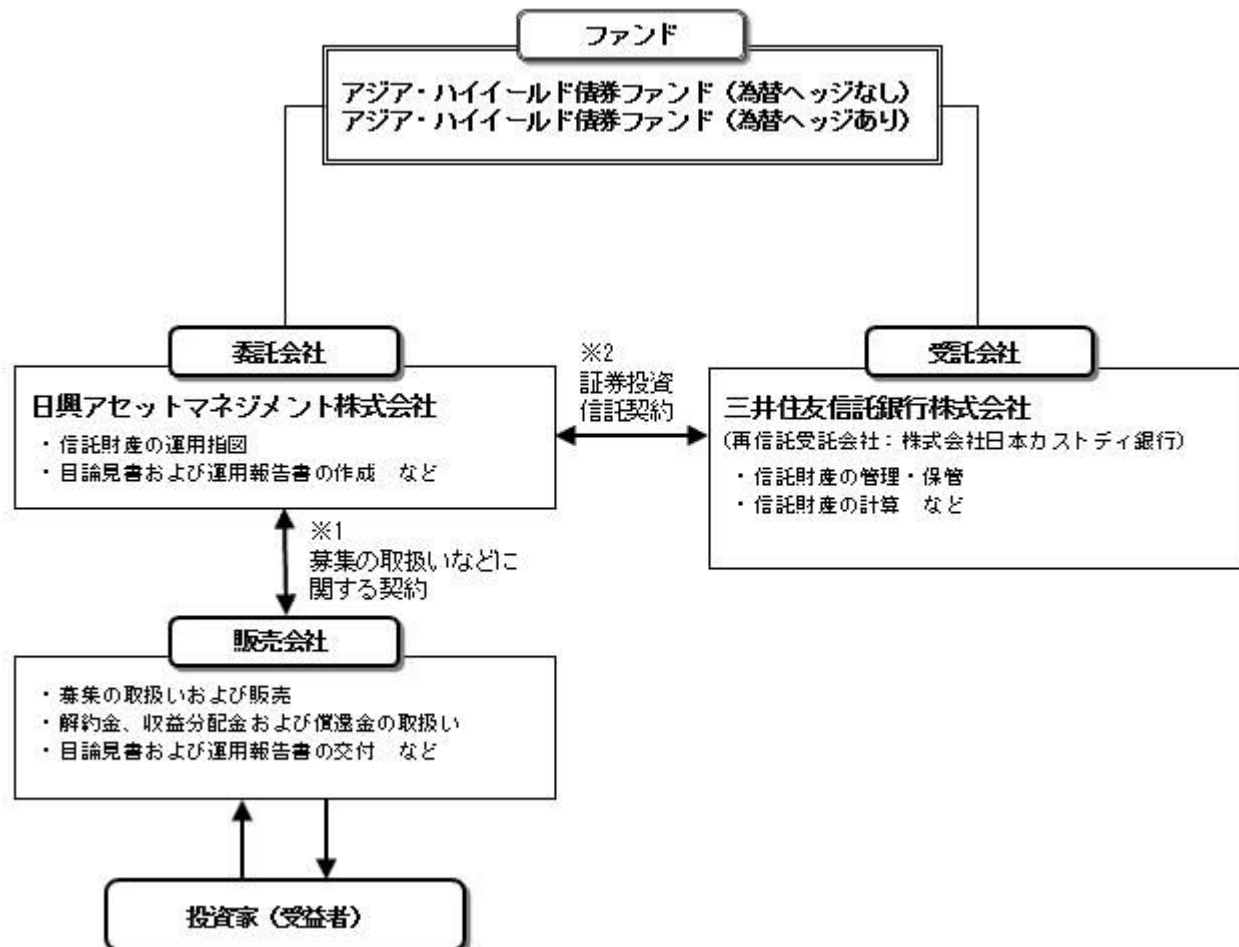 ファンド
アジア・ハイイールド債券ファンド（為替ヘッジなし）
アジア・ハイイールド債券ファンド（為替ヘッジあり）
委託会社
日興アセットマネジメント株式会社
・信託財産の運用指図
・目論見書および運用報告書の作成　など
※2
証券投資
信託契約
受託会社
三井住友信託銀行株式会社
（再信託受託会社：株式会社日本カストディ銀行）
・信託財産の管理・保管
・信託財産の計算　など
※1
募集の取扱いなどに
関する契約
販売会社
・募集の取扱いおよび販売
・解約金、収益分配金および償還金の取扱い
・目論見書および運用報告書の交付　など
投資家（受益者）